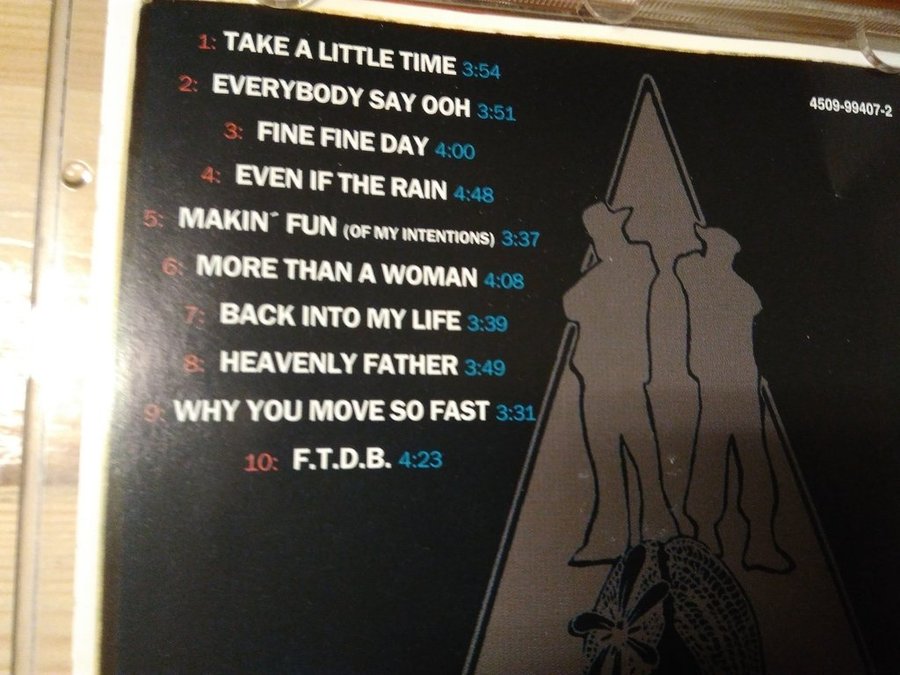 1: TAKE A LITTLE TIME 3:54
2: EVERYBODY SAY OOH 3:51
3: FINE FINE DAY 4:00
4: EVEN IF THE RAIN 4:48
5: MAKIN´ FUN (OF MY INTENTIONS) 3:37
6: MORE THAN A WOMAN 4:08
7: BACK INTO MY LIFE 3:39
8: HEAVENLY FATHER 3:49
9: WHY YOU MOVE SO FAST 3:31
10: F.T.D.B. 4:23
4509-99407-2